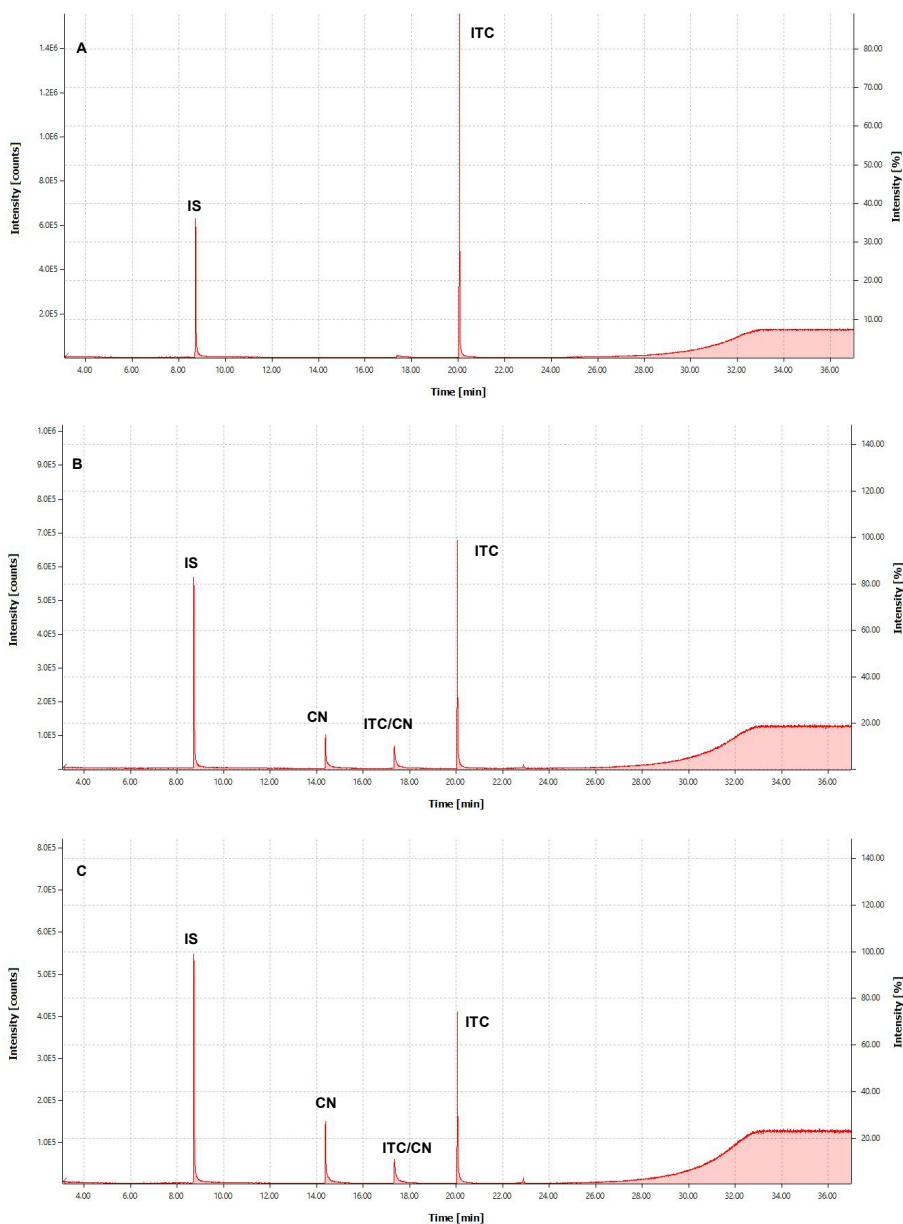 A
ITC
IS
1.4E6
1.2E6
1.0E6
8.0E5
6.0E5
4.0E5
2.0E5
80.00
70.00
60.00
50.00
40.00
30.00
20.00
10.00
Intensity [counts]
Intensity [%]
4.00 6.00 8.00 10.00 12.00 14.00 16.00 18.00 20.00 22.00 24.00 26.00 28.00 30.00 32.00 34.00 36.00
Time [min]
B
IS
CN
ITC/CN
ITC
1.0E6
9.0E5
8.0E5
7.0E5
6.0E5
5.0E5
4.0E5
3.0E5
2.0E5
1.0E5
140.00
120.00
100.00
80.00
60.00
40.00
20.00
Intensity [counts]
Intensity [%]
4.00 6.00 8.00 10.00 12.00 14.00 16.00 18.00 20.00 22.00 24.00 26.00 28.00 30.00 32.00 34.00 36.00
Time [min]
C
IS
CN
ITC/CN
ITC
8.0E5
7.0E5
6.0E5
5.0E5
4.0E5
3.0E5
2.0E5
1.0E5
140.00
120.00
100.00
80.00
60.00
40.00
20.00
Intensity [counts]
Intensity [%]
4.00 6.00 8.00 10.00 12.00 14.00 16.00 18.00 20.00 22.00 24.00 26.00 28.00 30.00 32.00 34.00 36.00
Time [min]